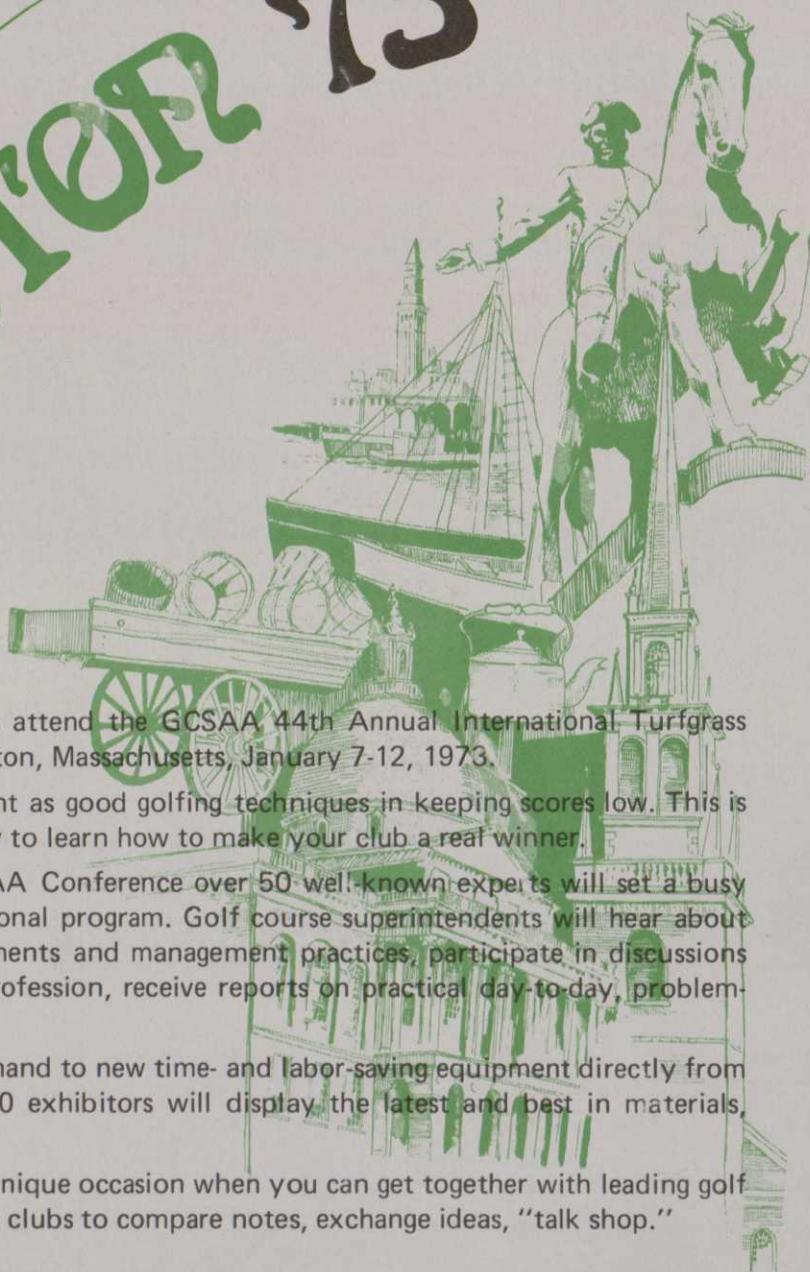 '73
TON
attend the GCSAA 44th Annual International Turfgrass
ton, Massachusetts, January 7-12, 1973.
nt as good golfing techniques in keeping scores low. This is
to learn how to make your club a real winner.
AA Conference over 50 well-known experts will set a busy
onal program. Golf course superintendents will hear about
ments and management practices, participate in discussions
rofession, receive reports on practical day-to-day, problem-
hand to new time- and labor-saving equipment directly from
0 exhibitors will display the latest and best in materials,
nique occasion when you can get together with leading golf
clubs to compare notes, exchange ideas, "talk shop."